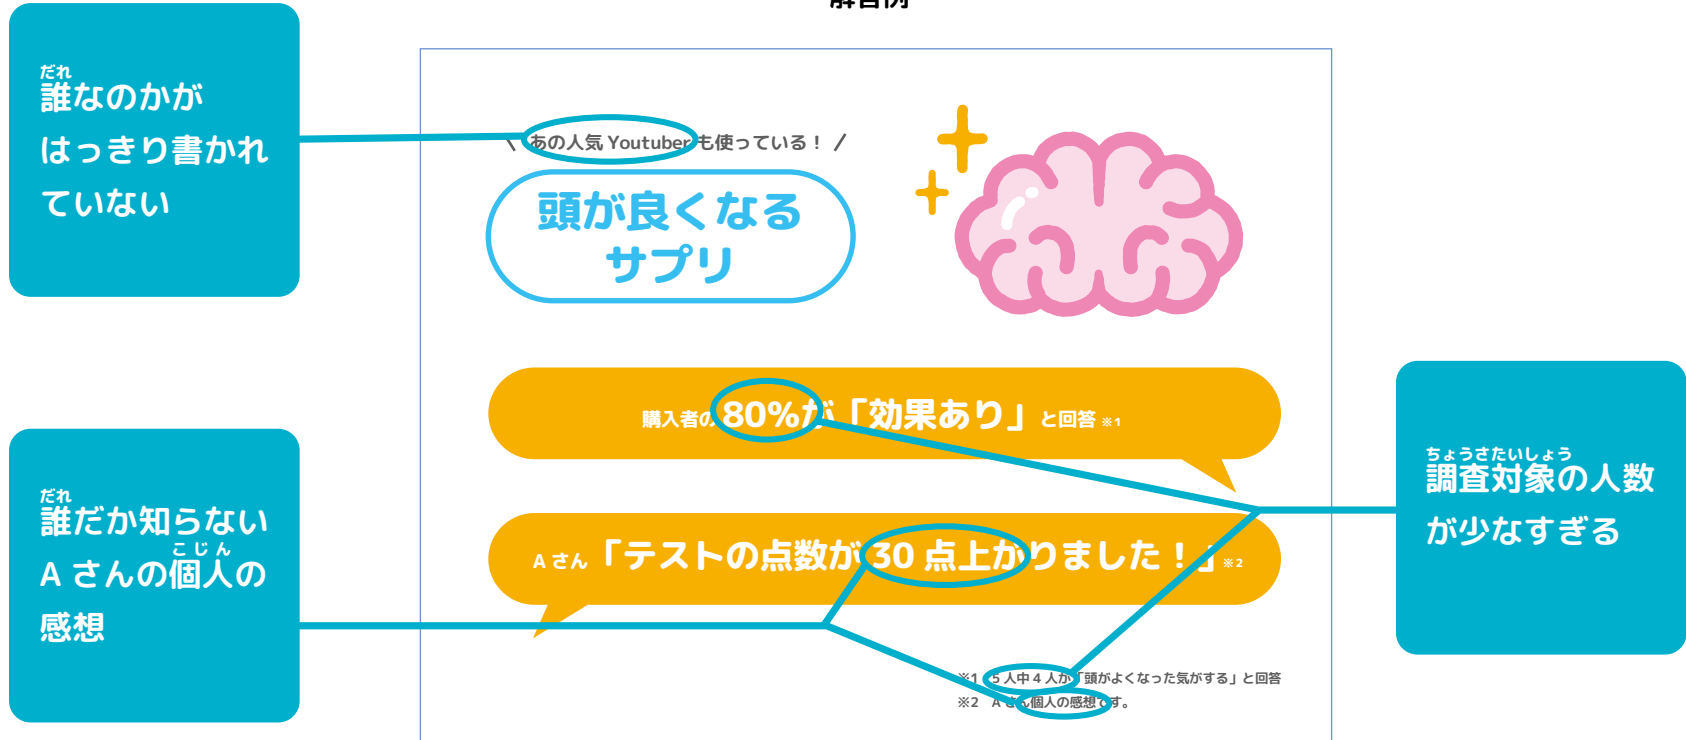 解答例
だれ
誰なのかが
はっきり書かれ
ていない
\ あの人気 Youtuber も使っている！ /
頭が良くなる
サプリ
購入者の 80%が「効果あり」と回答 ※1
A さん「テストの点数が 30 点上がりました！」※2
だれ
誰だか知らない
こじん
A さんの個人の
感想
ちょうさたいしょう
調査対象の人数
が少なすぎる
※1 5 人中 4 人が「頭がよくなった気がする」と回答
※2 A さん個人の感想です。